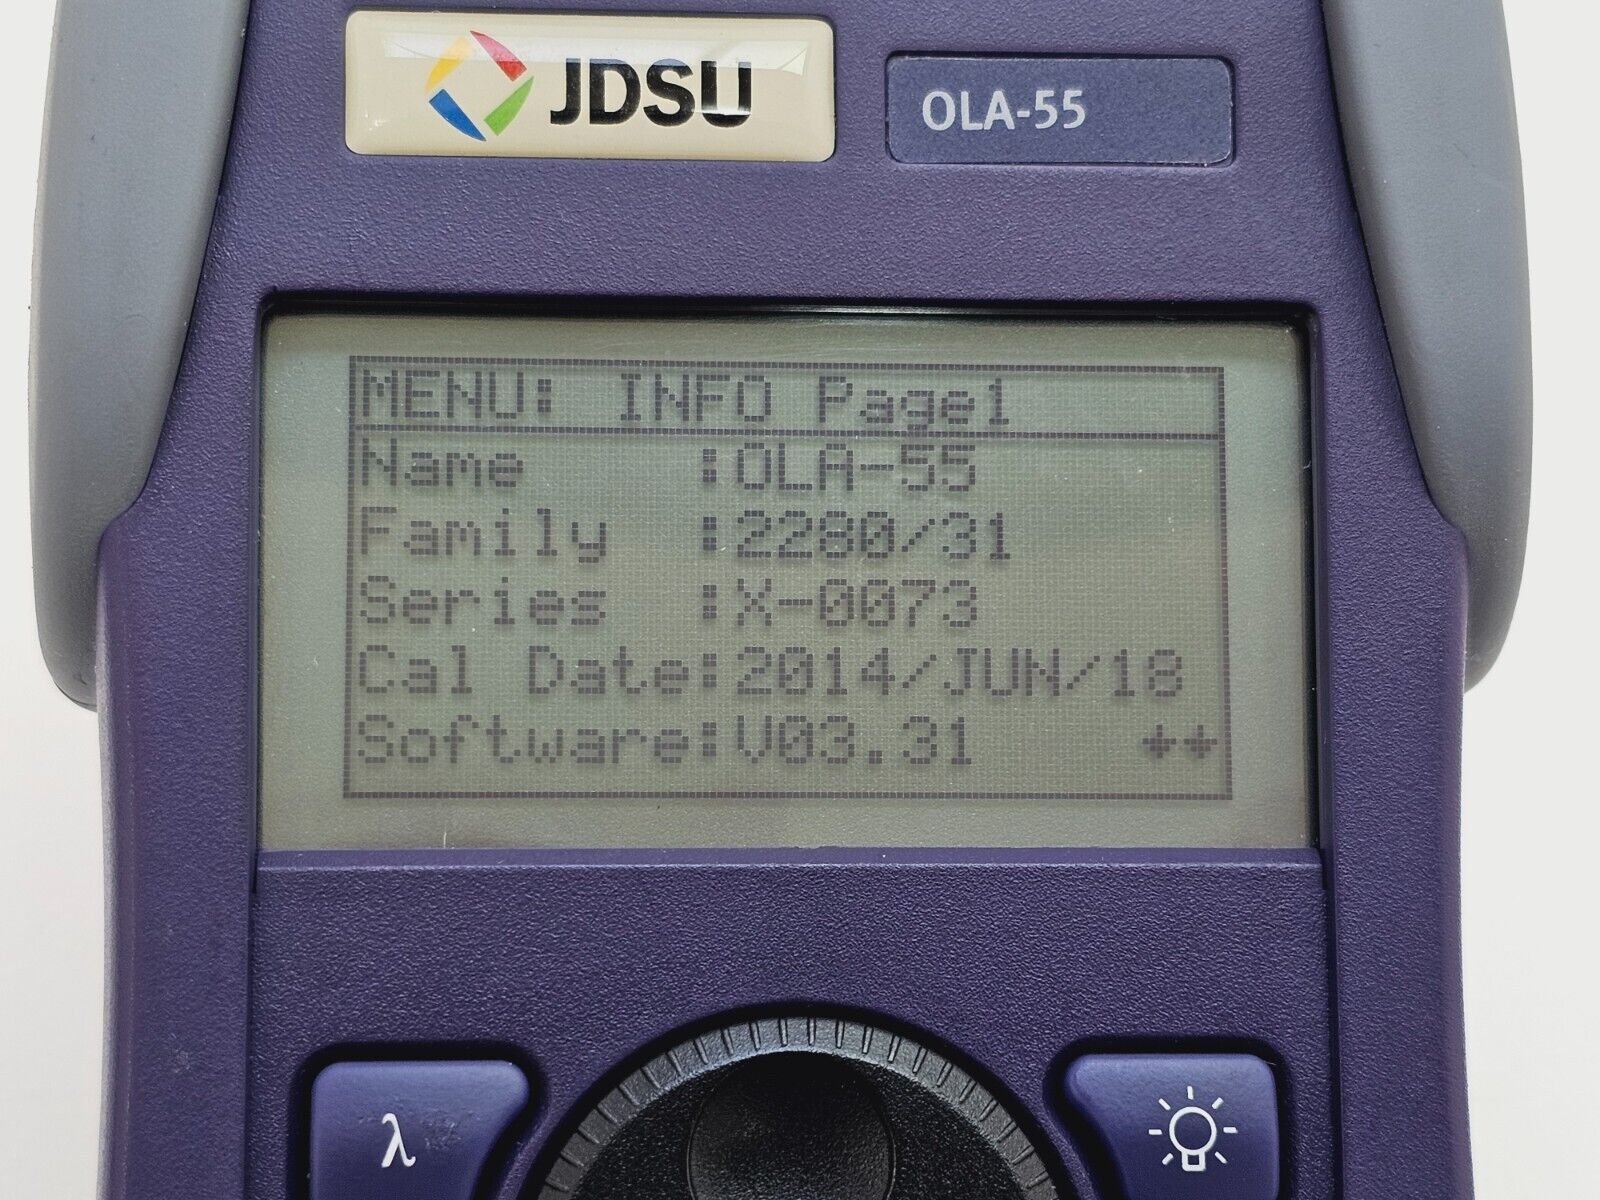 JDSU
OLA-55
MENU: INFO Page1
Name :OLA-55
Family :2280/31
Series :X-0073
Cal Date:2014/JUN/18
Software:V03.31
λ